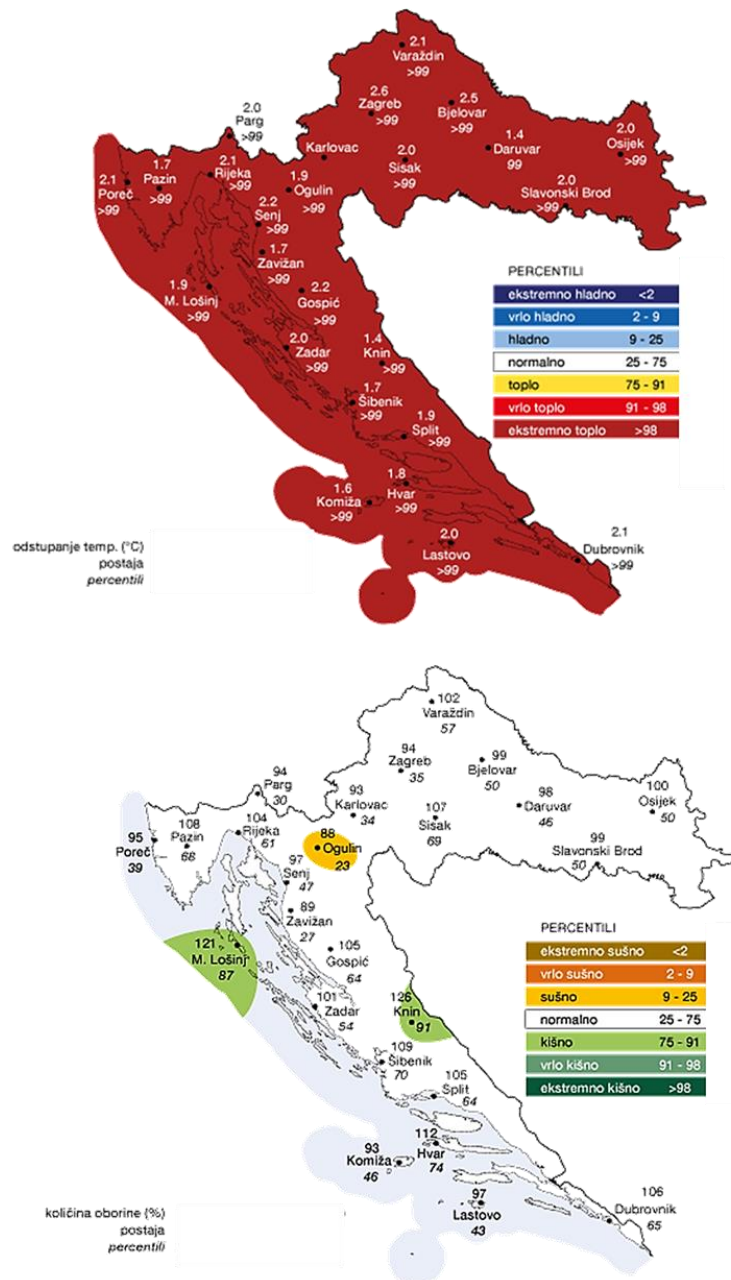 2.1
Varaždin
>99
2.6
Zagreb
>99
2.5
Bjelovar
>99
2.0
Parg
>99
Karlovac
2.0
Sisak
>99
1.4
Daruvar
99
2.0
Osijek
>99
2.1
Poreč
>99
1.7
Pazin
>99
2.1
Rijeka
>99
1.9
Ogulin
>99
2.0
Slavonski Brod
>99
2.2
Senj
>99
1.7
Zavižan
>99
1.9
M. Lošinj
>99
2.2
Gospić
>99
2.0
Zadar
>99
1.4
Knin
>99
1.7
Šibenik
>99
1.9
Split
>99
1.6
Komiža
>99
1.8
Hvar
>99
2.0
Lastovo
>99
2.1
Dubrovnik
>99
PERCENTILI
ekstremno hladno <2
vrlo hladno 2 - 9
hladno 9 - 25
normalno 25 - 75
toplo 75 - 91
vrlo toplo 91 - 98
ekstremno toplo >98
odstupanje temp. (°C)
postaja
percentili
102
Varaždin
57
94
Zagreb
35
99
Bjelovar
50
94
Parg
30
93
Karlovac
34
107
Sisak
69
98
Daruvar
46
100
Osijek
50
95
Poreč
39
108
Pazin
68
104
Rijeka
61
88
Ogulin
23
99
Slavonski Brod
50
97
Senj
47
89
Zavižan
27
121
M. Lošinj
87
105
Gospić
64
101
Zadar
54
126
Knin
91
109
Šibenik
70
105
Split
64
93
Komiža
46
112
Hvar
74
97
Lastovo
43
106
Dubrovnik
65
PERCENTILI
ekstremno sušno <2
vrlo sušno 2 - 9
sušno 9 - 25
normalno 25 - 75
kišno 75 - 91
vrlo kišno 91 - 98
ekstremno kišno >98
količina oborine (%)
postaja
percentili